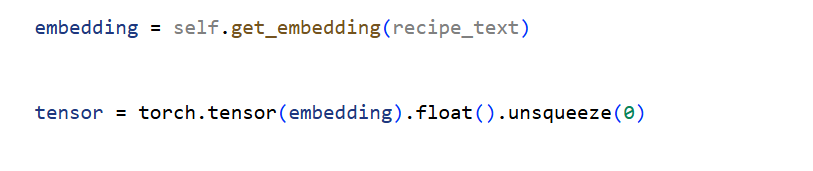 embedding = self.get_embedding(recipe_text)
tensor = torch.tensor(embedding).float().unsqueeze(0)